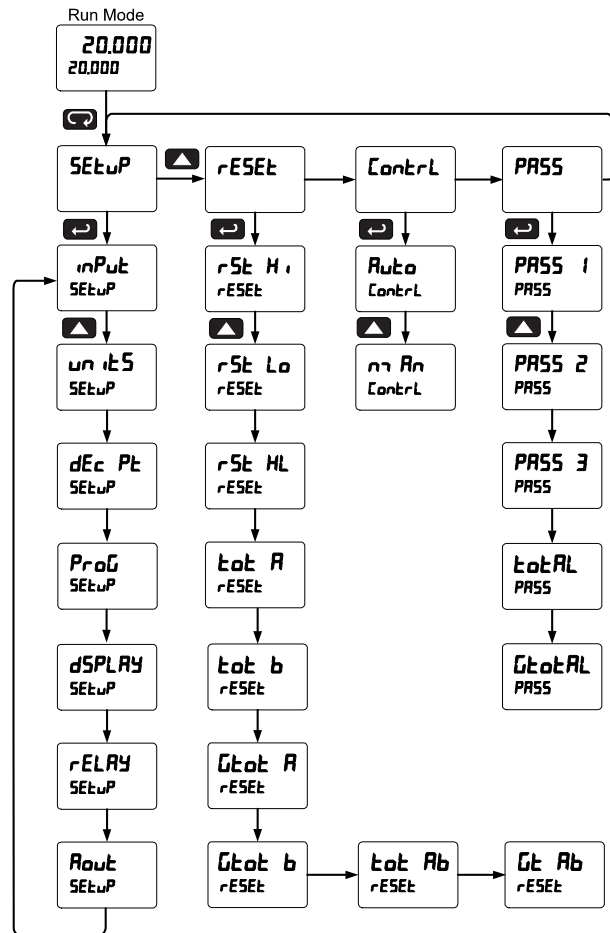 Run Mode
20.000
20.000
SEtuP
rESEt
ContrL
PASS
inPut
SEtuP
rSt Hi
rESEt
Auto
ContrL
PASS 1
PASS
unitS
SEtuP
rSt Lo
rESEt
mAn
ContrL
PASS 2
PASS
dEc Pt
SEtuP
rSt HL
rESEt
PASS 3
PASS
ProG
SEtuP
tot A
rESEt
totAL
PASS
dSPLAY
SEtuP
tot b
rESEt
GtotAL
PASS
rELAY
SEtuP
Gtot A
rESEt
Aout
SEtuP
Gtot b
rESEt
tot Ab
rESEt
Gt Ab
rESEt